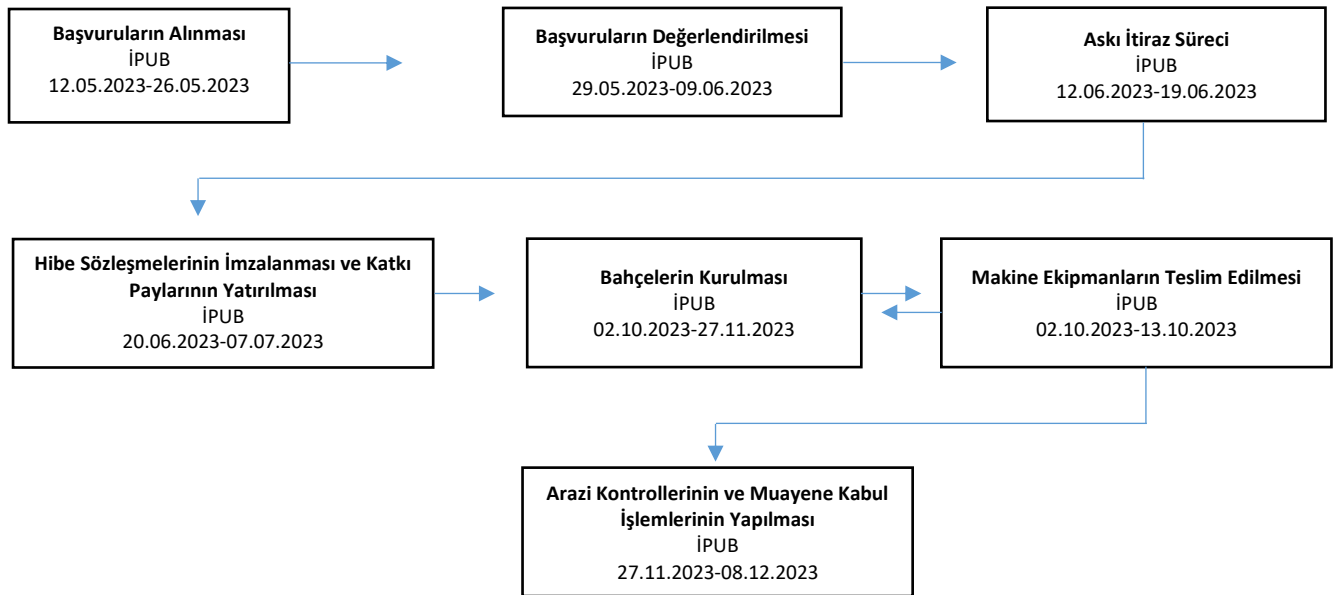 Başvuruların Alınması
İPUB
12.05.2023-26.05.2023
Başvuruların Değerlendirilmesi
İPUB
29.05.2023-09.06.2023
Askı İtiraz Süreci
İPUB
12.06.2023-19.06.2023
Hibe Sözleşmelerinin İmzalanması ve Katkı
Paylarının Yatırılması
İPUB
20.06.2023-07.07.2023
Bahçelerin Kurulması
İPUB
02.10.2023-27.11.2023
Makine Ekipmanların Teslim Edilmesi
İPUB
02.10.2023-13.10.2023
Arazi Kontrollerinin ve Muayene Kabul
İşlemlerinin Yapılması
İPUB
27.11.2023-08.12.2023